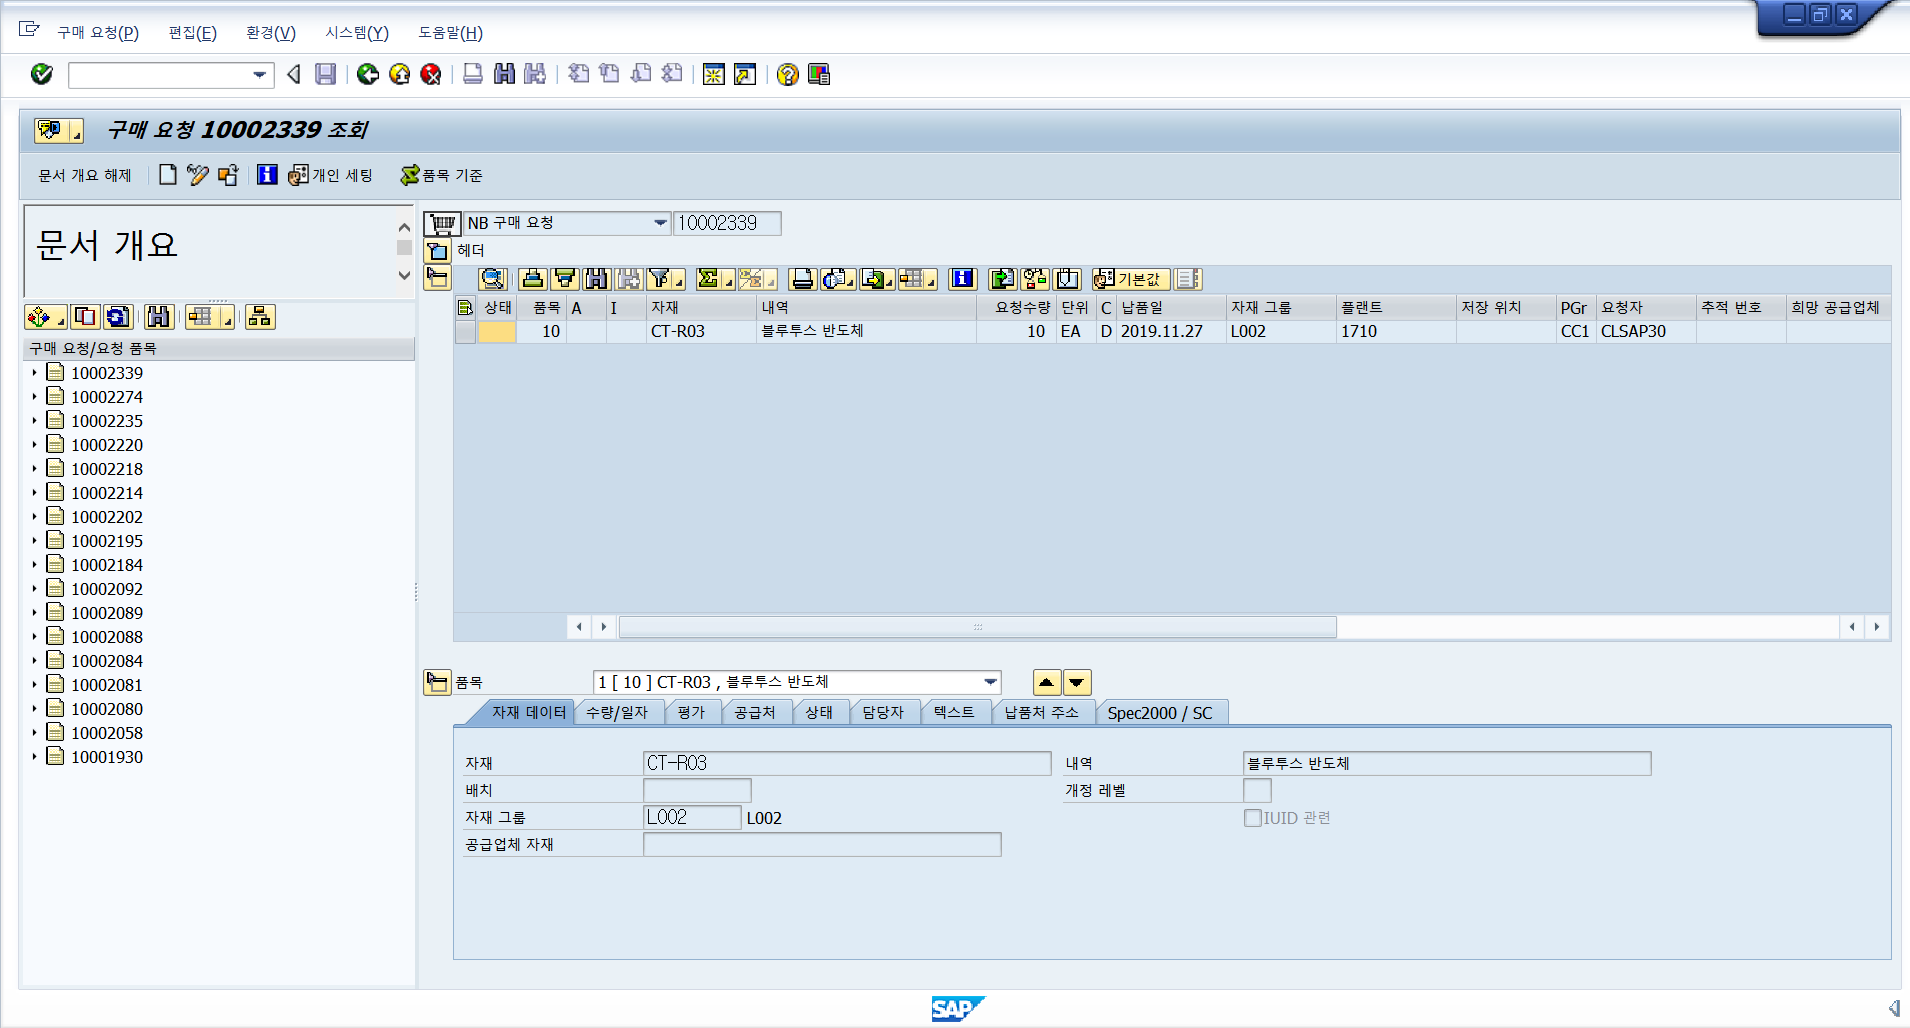 구매 요청(P) 편집(E) 환경(V) 시스템(Y) 도움말(H)
구매 요청 10002339 조회
문서 개요 해제 개인 세팅 품목 기준
문서 개요
구매 요청/요청 품목
10002339
10002274
10002235
10002220
10002218
10002214
10002202
10002195
10002184
10002092
10002089
10002088
10002084
10002081
10002080
10002058
10001930
NB 구매 요청 10002339
헤더
기본값
상태 품목 A I 자재 내역 요청수량 단위 C 납품일 자재 그룹 플랜트 저장 위치 PGr 요청자 추적 번호 희망 공급업체
10 CT-R03 블루투스 반도체 10 EA D 2019.11.27 L002 1710 CC1 CLSAP30
품목 1 [ 10 ] CT-R03 , 블루투스 반도체
자재 데이터 수량/일자 평가 공급처 상태 담당자 텍스트 납품처 주소 Spec2000 / SC
자재 CT-R03 내역 블루투스 반도체
배치 개정 레벨
자재 그룹 L002 L002 IUID 관련
공급업체 자재
SAP